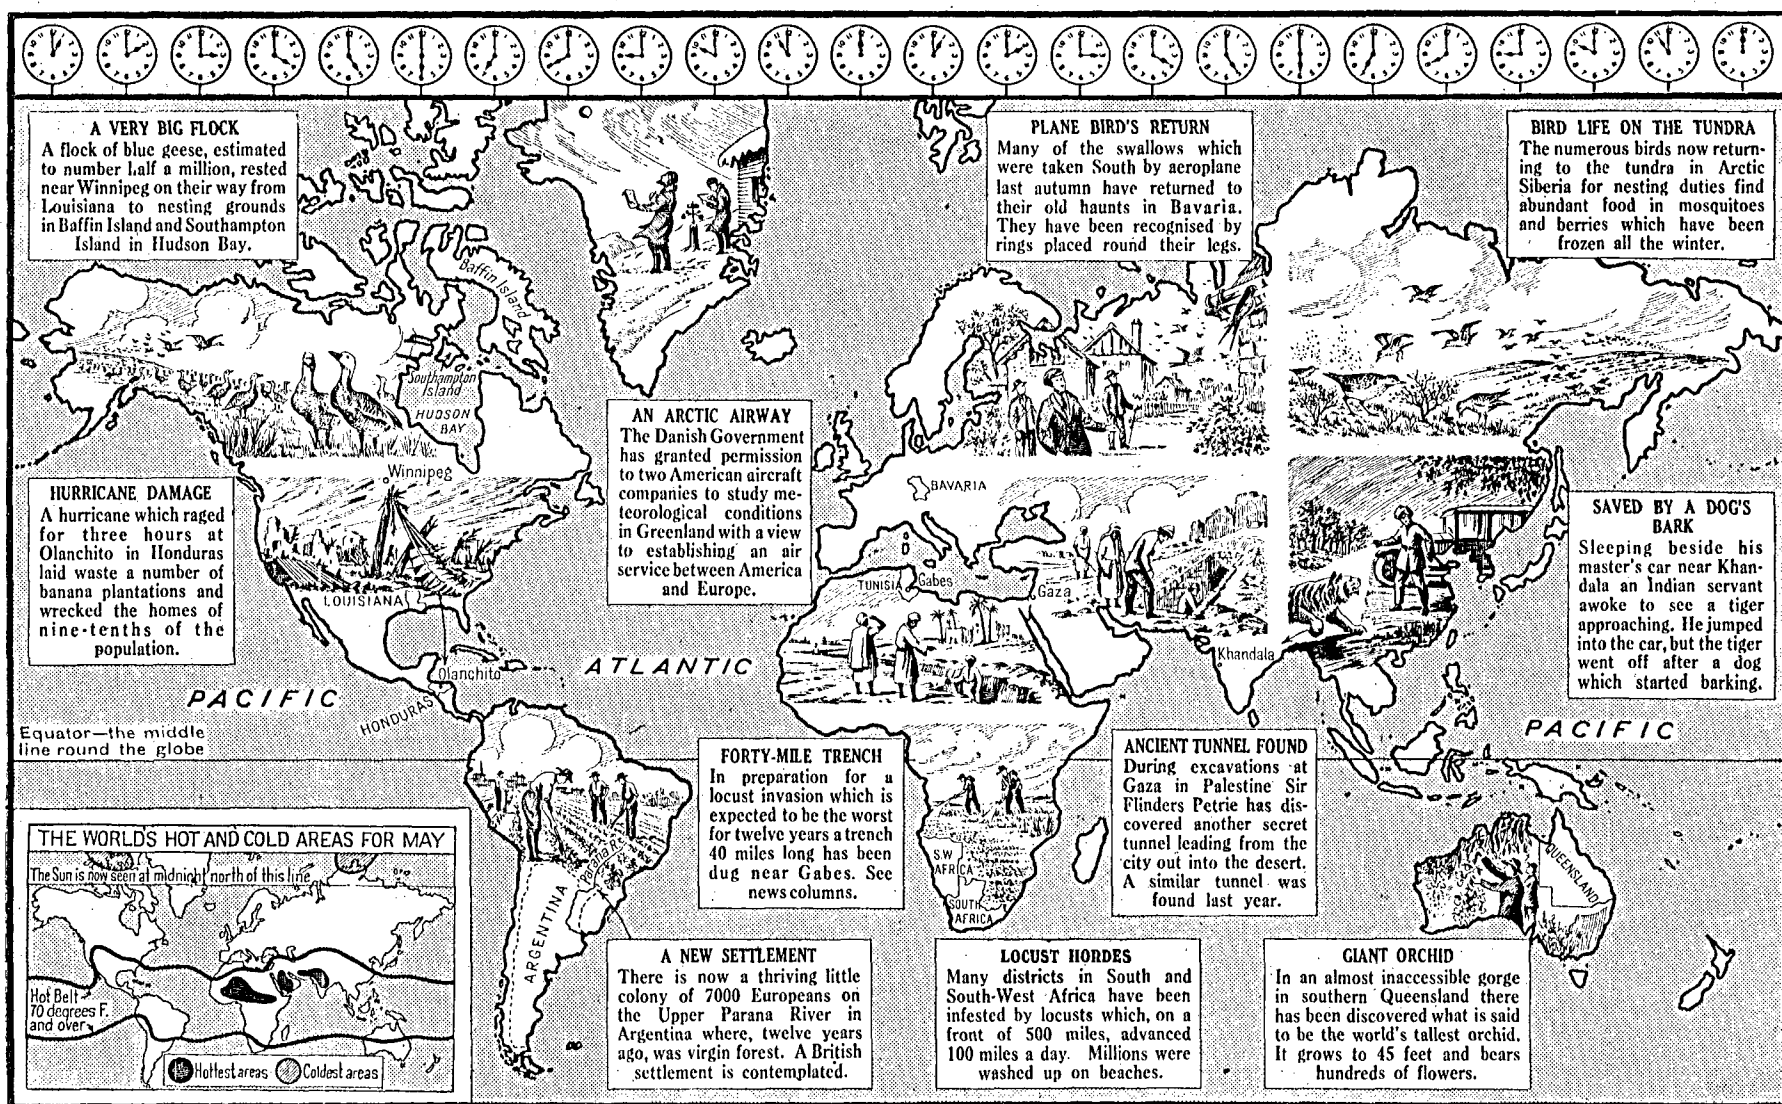 A VERY BIG FLOCK
A flock of blue geese, estimated
to number half a million, rested
near Winnipeg on their way from
Louisiana to nesting grounds
in Baffin Island and Southampton
Island in Hudson Bay.
PLANE BIRD'S RETURN
Many of the swallows which
were taken South by aeroplane
last autumn have returned to
their old haunts in Bavaria.
They have been recognised by
rings placed round their legs.
BIRD LIFE ON THE TUNDRA
The numerous birds now return-
ing to the tundra in Arctic
Siberia for nesting duties find
abundant food in mosquitoes
and berries which have been
frozen all the winter.
Baffin Island
Southampton
Island
HUDSON
BAY
Winnipeg
HURRICANE DAMAGE
A hurricane which raged
for three hours at
Olanchito in Honduras
laid waste a number of
banana plantations and
wrecked the homes of
nine-tenths of the
population.
LOUISIANA
AN ARCTIC AIRWAY
The Danish Government
has granted permission
to two American aircraft
companies to study me-
teorological conditions
in Greenland with a view
to establishing an air
service between America
and Europe.
BAVARIA
TUNISIA
Gabes
Gaza
Khandala
SAVED BY A DOG'S
BARK
Sleeping beside his
master's car near Khan-
dala an Indian servant
awoke to see a tiger
approaching. He jumped
into the car, but the tiger
went off after a dog
which started barking.
ATLANTIC
PACIFIC
Olanchito
HONDURAS
PACIFIC
Equator—the middle
line round the globe
FORTY-MILE TRENCH
In preparation for a
locust invasion which is
expected to be the worst
for twelve years a trench
40 miles long has been
dug near Gabes. See
news columns.
ANCIENT TUNNEL FOUND
During excavations at
Gaza in Palestine Sir
Flinders Petrie has dis-
covered another secret
tunnel leading from the
city out into the desert.
A similar tunnel was
found last year.
Parana R.
ARGENTINA
S.W
AFRICA
SOUTH
AFRICA
QUEENSLAND
THE WORLD'S HOT AND COLD AREAS FOR MAY
The Sun is now seen at midnight north of this line
Hot Belt
70 degrees F.
and over
Hottest areas
Coldest areas
A NEW SETTLEMENT
There is now a thriving little
colony of 7000 Europeans on
the Upper Parana River in
Argentina where, twelve years
ago, was virgin forest. A British
settlement is contemplated.
LOCUST HORDES
Many districts in South and
South-West Africa have been
infested by locusts which, on a
front of 500 miles, advanced
100 miles a day. Millions were
washed up on beaches.
GIANT ORCHID
In an almost inaccessible gorge
in southern Queensland there
has been discovered what is said
to be the world's tallest orchid.
It grows to 45 feet and bears
hundreds of flowers.